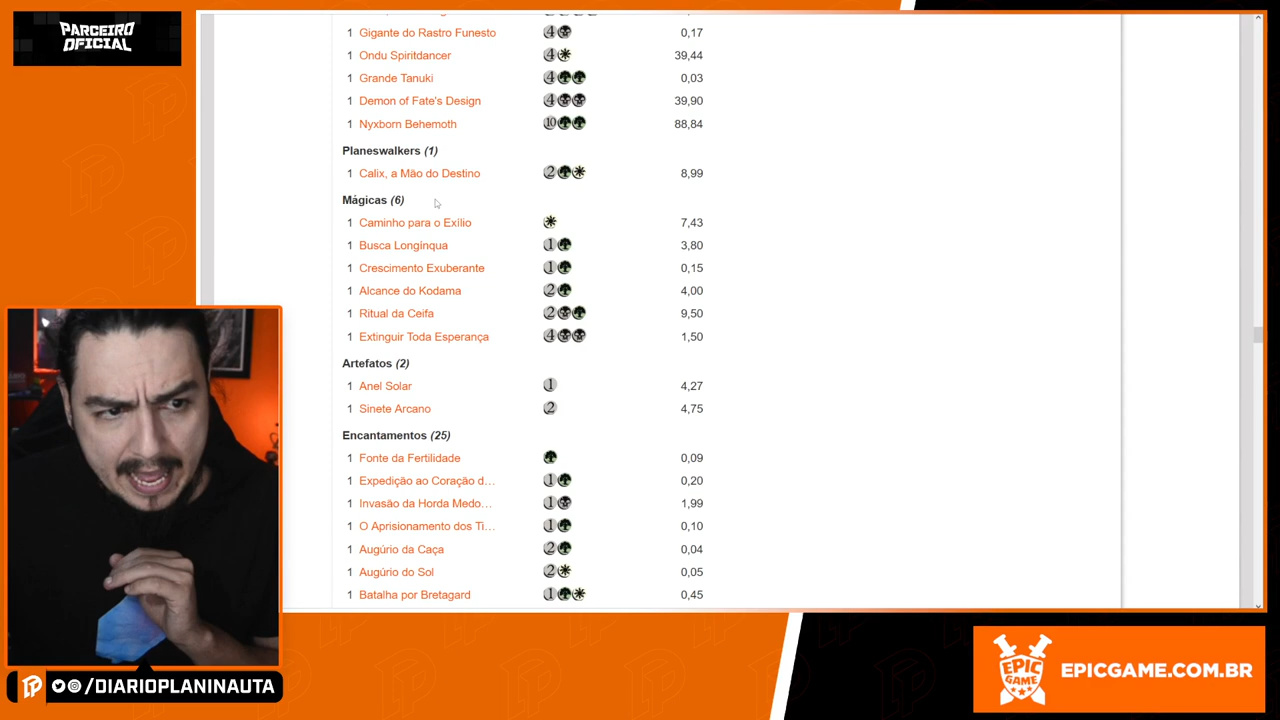 PARCEIRO
OFICIAL
1 Gigante do Rastro Funesto 4 0,17
1 Ondu Spiritdancer 4 39,44
1 Grande Tanuki 4 0,03
1 Demon of Fate's Design 4 39,90
1 Nyxborn Behemoth 10 88,84
Planeswalkers (1)
1 Calix, a Mão do Destino 2 8,99
Mágicas (6)
1 Caminho para o Exílio 7,43
1 Busca Longínqua 1 3,80
1 Crescimento Exuberante 1 0,15
1 Alcance do Kodama 2 4,00
1 Ritual da Ceifa 2 9,50
1 Extinguir Toda Esperança 4 1,50
Artefatos (2)
1 Anel Solar 1 4,27
1 Sinete Arcano 2 4,75
Encantamentos (25)
1 Fonte da Fertilidade 0,09
1 Expedição ao Coração d... 1 0,20
1 Invasão da Horda Medo... 1 1,99
1 O Aprisionamento dos Ti... 1 0,10
1 Augúrio da Caça 2 0,04
1 Augúrio do Sol 2 0,05
1 Batalha por Bretagard 1 0,45
/DIARIOPLANINAUTA
EPIC
GAME
EPICGAME.COM.BR